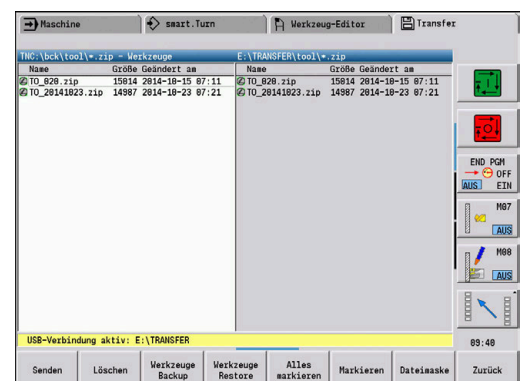 Maschine
smart.Turn
Werkzeug-Editor
Transfer
TNC:\bck\tool\*.zip - Werkzeuge
E:\TRANSFER\tool\*.zip
Name Größe Geändert am
TO_020.zip 15014 2014-10-15 07:11
TO_20141023.zip 14987 2014-10-23 07:21
Name Größe Geändert am
TO_020.zip 15014 2014-10-15 07:11
TO_20141023.zip 14987 2014-10-23 07:21
END PGM
OFF
AUS EIN
M07
AUS
M08
AUS
USB-Verbindung aktiv: E:\TRANSFER
09:40
Senden
Löschen
Werkzeuge Backup
Werkzeuge Restore
Alles markieren
Markieren
Dateimaske
Zurück